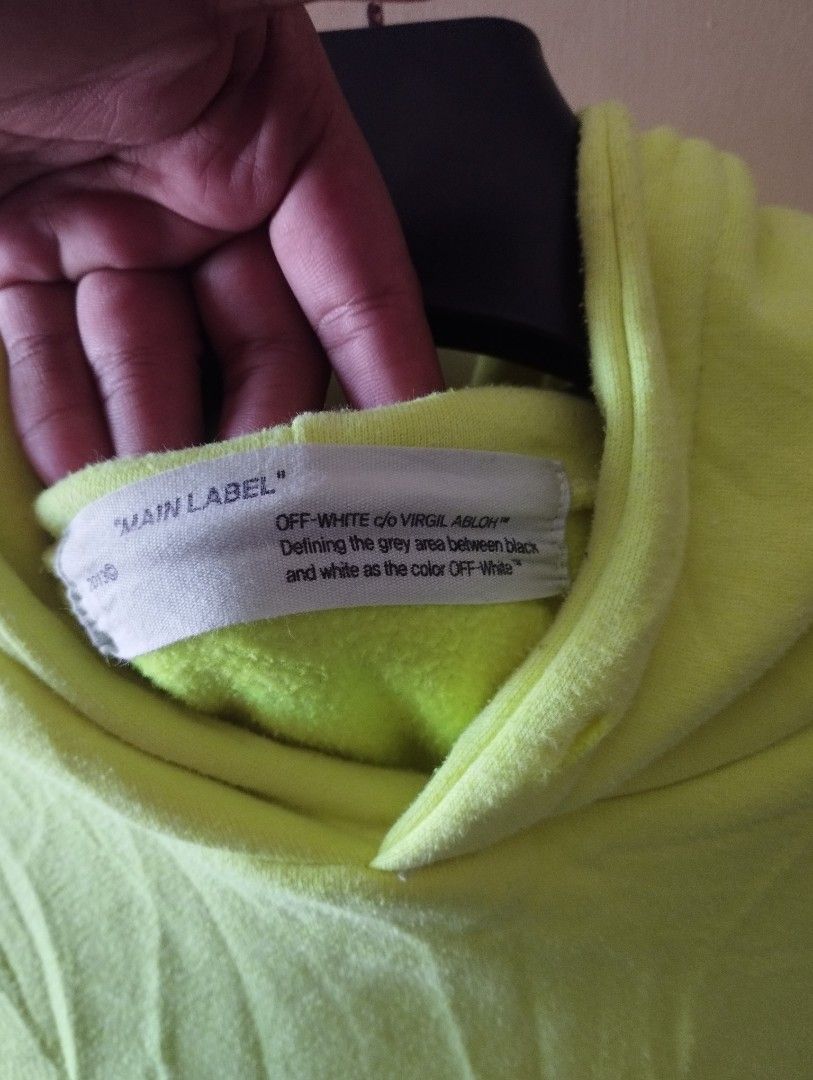 "MAIN LABEL"
OFF-WHITE c/o VIRGIL ABLOH™
Defining the grey area between black
2013© and white as the color OFF-White™